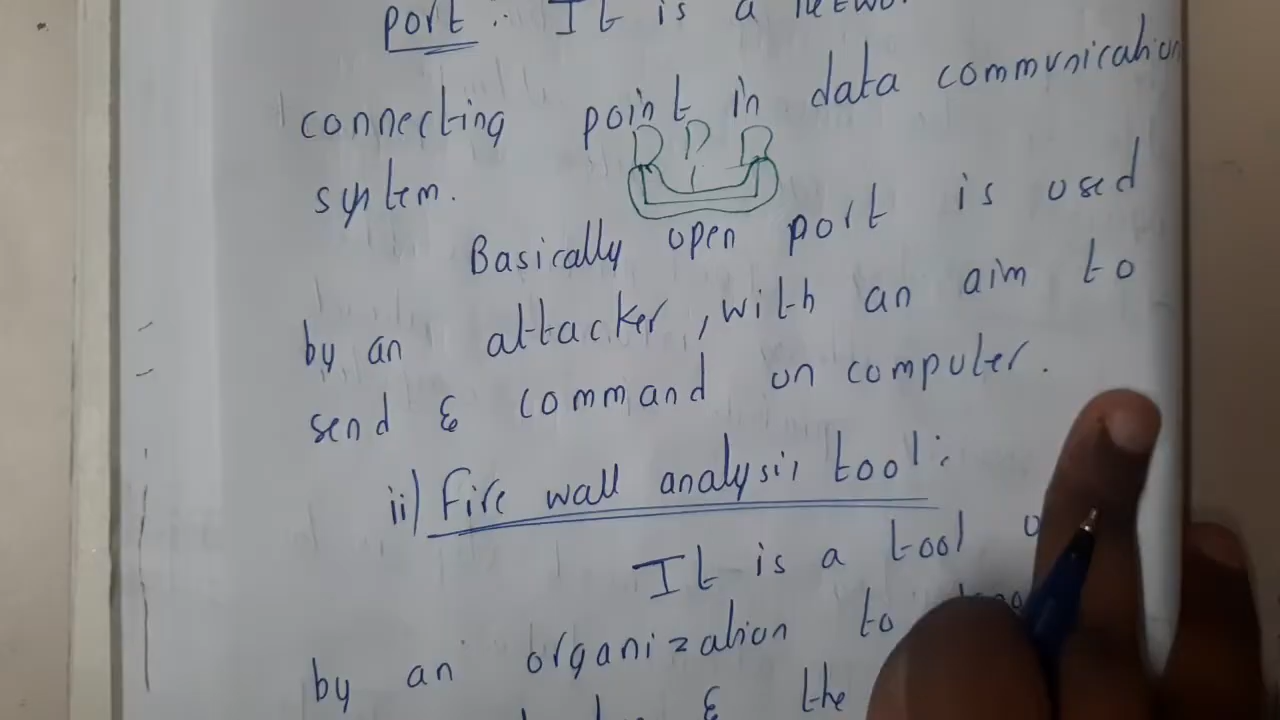 port :- It is a
connecting point in data communication
system.
Basically open port is used
by an attacker, with an aim to
send & command on computer.
ii) Fire wall analysis tool:
It is a tool
by an organization to
& the